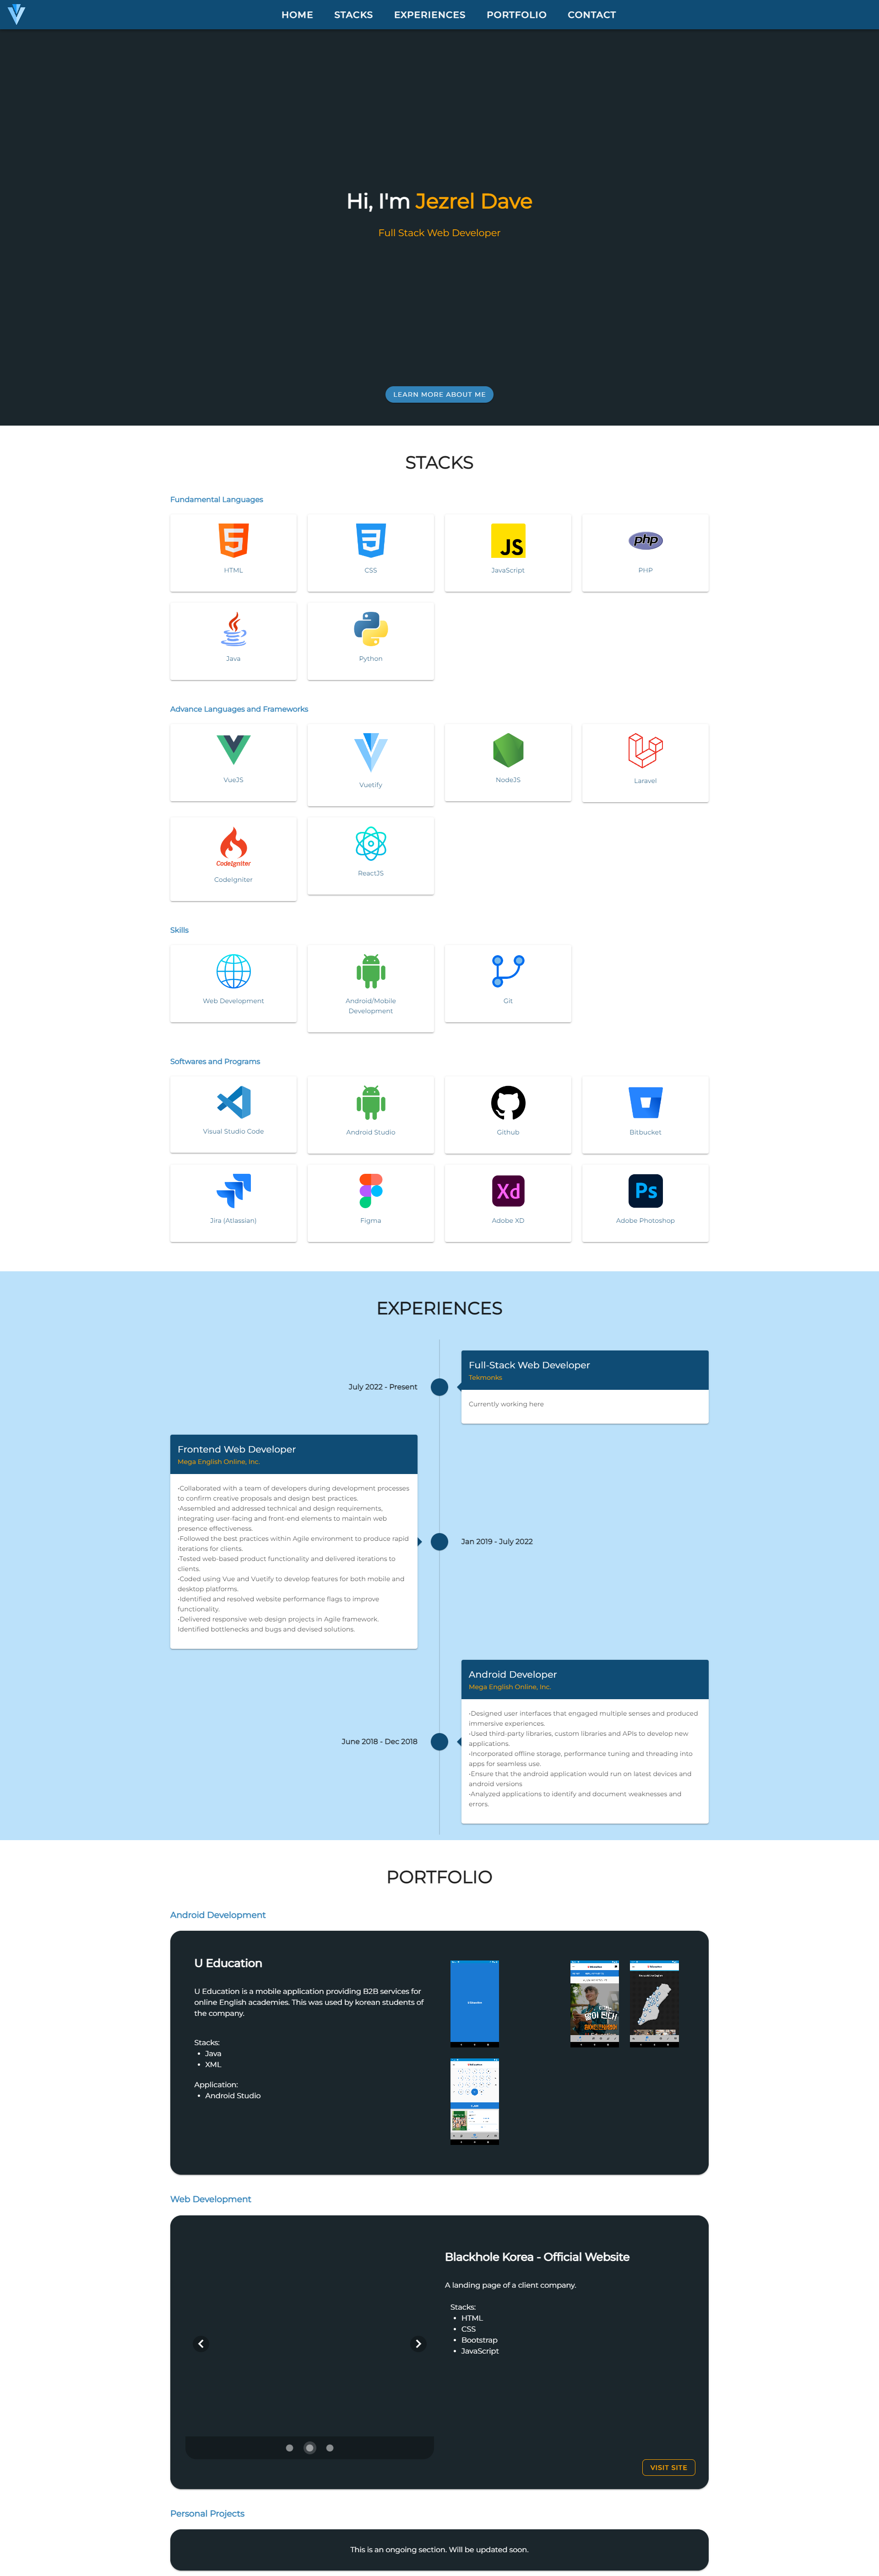 HOME STACKS EXPERIENCES PORTFOLIO CONTACT
Hi, I'm Jezrel Dave
Full Stack Web Developer
LEARN MORE ABOUT ME
STACKS
Fundamental Languages
HTML CSS JavaScript PHP
JS php
Java Python
Advance Languages and Frameworks
VueJS Vuetify NodeJS Laravel
CodeIgniter
CodeIgniter ReactJS
Skills
Web Development Android/Mobile Git
Development
Softwares and Programs
Visual Studio Code Android Studio Github Bitbucket
Xd Ps
Jira (Atlassian) Figma Adobe XD Adobe Photoshop
EXPERIENCES
Full-Stack Web Developer
Tekmonks
July 2022 - Present
Currently working here
Frontend Web Developer
Mega English Online, Inc.
•Collaborated with a team of developers during development processes
to confirm creative proposals and design best practices.
•Assembled and addressed technical and design requirements,
integrating user-facing and front-end elements to maintain web
presence effectiveness.
•Followed the best practices within Agile environment to produce rapid
iterations for clients.
•Tested web-based product functionality and delivered iterations to
clients.
•Coded using Vue and Vuetify to develop features for both mobile and
desktop platforms.
•Identified and resolved website performance flags to improve
functionality.
•Delivered responsive web design projects in Agile framework.
Identified bottlenecks and bugs and devised solutions.
Jan 2019 - July 2022
Android Developer
Mega English Online, Inc.
June 2018 - Dec 2018
•Designed user interfaces that engaged multiple senses and produced
immersive experiences.
•Used third-party libraries, custom libraries and APIs to develop new
applications.
•Incorporated offline storage, performance tuning and threading into
apps for seamless use.
•Ensure that the android application would run on latest devices and
android versions
•Analyzed applications to identify and document weaknesses and
errors.
PORTFOLIO
Android Development
U Education
U Education is a mobile application providing B2B services for
online English academies. This was used by korean students of
the company.
Stacks:
• Java
• XML
Application:
• Android Studio
Web Development
Blackhole Korea - Official Website
A landing page of a client company.
Stacks:
• HTML
• CSS
• Bootstrap
• JavaScript
VISIT SITE
Personal Projects
This is an ongoing section. Will be updated soon.